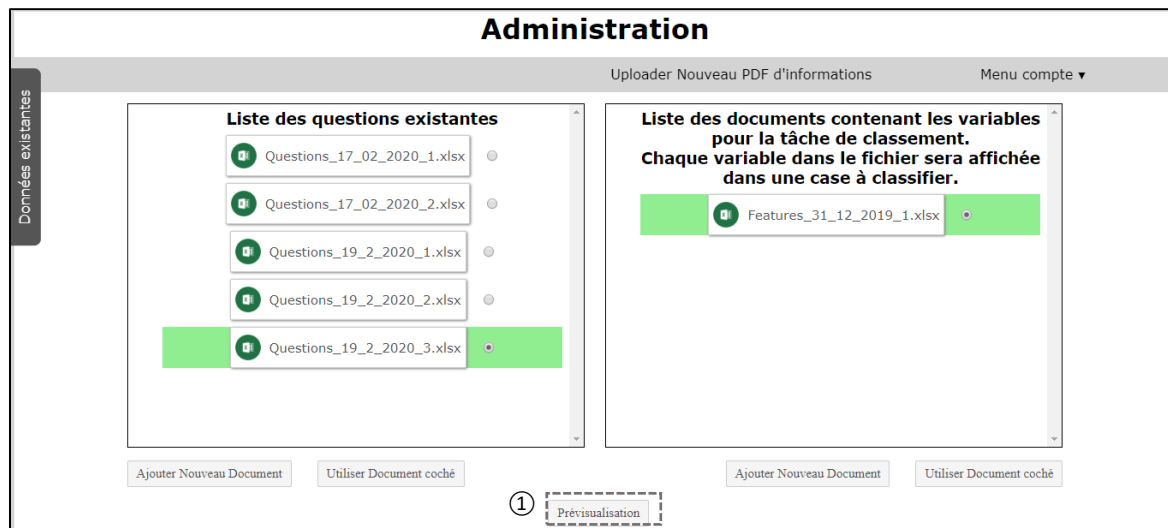 Administration
Uploader Nouveau PDF d'informations
Menu compte ▾
Données existantes
Liste des questions existantes
Questions_17_02_2020_1.xlsx
Questions_17_02_2020_2.xlsx
Questions_19_2_2020_1.xlsx
Questions_19_2_2020_2.xlsx
Questions_19_2_2020_3.xlsx
Ajouter Nouveau Document
Utiliser Document coché
Liste des documents contenant les variables
pour la tâche de classement.
Chaque variable dans le fichier sera affichée
dans une case à classifier.
Features_31_12_2019_1.xlsx
Ajouter Nouveau Document
Utiliser Document coché
① Prévisualisation